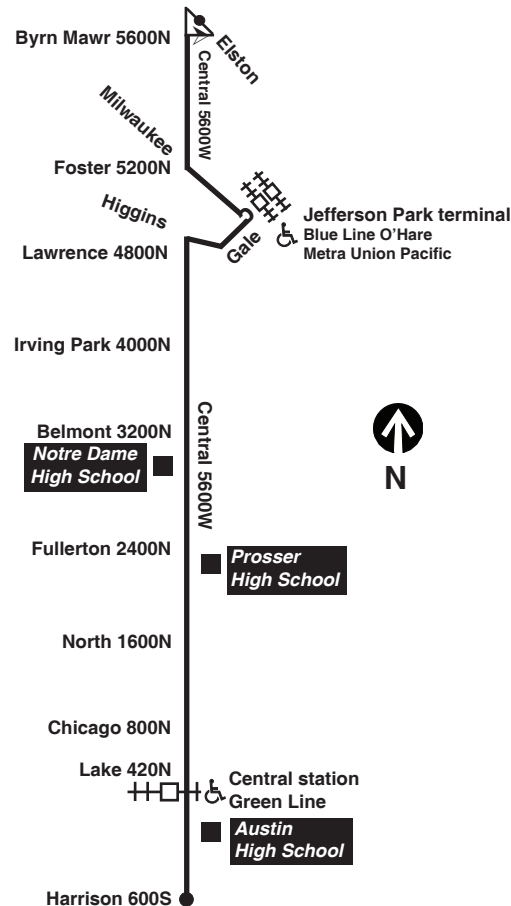 Byrn Mawr 5600N
Elston
Central 5600W
Milwaukee
Foster 5200N
Higgins
Jefferson Park terminal
Blue Line O’Hare
Metra Union Pacific
Gale
Lawrence 4800N
Irving Park 4000N
Central 5600W
Belmont 3200N
Notre Dame
High School
N
Fullerton 2400N
Prosser
High School
North 1600N
Chicago 800N
Lake 420N
Central station
Green Line
Austin
High School
Harrison 600S